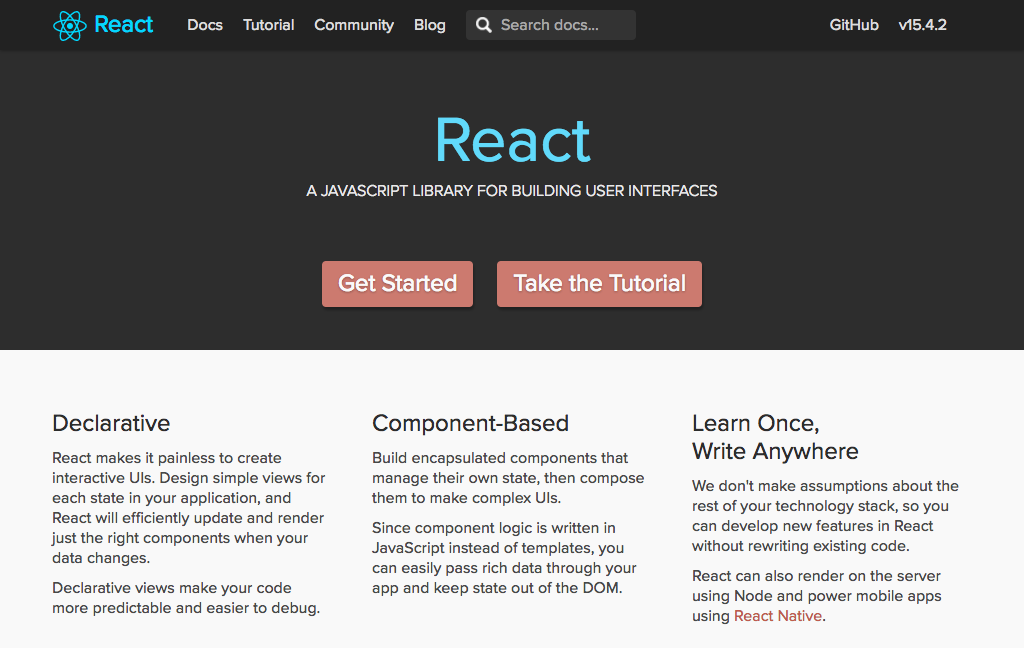 React Docs Tutorial Community Blog Search docs... GitHub v15.4.2
React
A JAVASCRIPT LIBRARY FOR BUILDING USER INTERFACES
Get Started Take the Tutorial
Declarative
React makes it painless to create
interactive UIs. Design simple views for
each state in your application, and
React will efficiently update and render
just the right components when your
data changes.
Declarative views make your code
more predictable and easier to debug.
Component-Based
Build encapsulated components that
manage their own state, then compose
them to make complex UIs.
Since component logic is written in
JavaScript instead of templates, you
can easily pass rich data through your
app and keep state out of the DOM.
Learn Once,
Write Anywhere
We don't make assumptions about the
rest of your technology stack, so you
can develop new features in React
without rewriting existing code.
React can also render on the server
using Node and power mobile apps
using React Native.